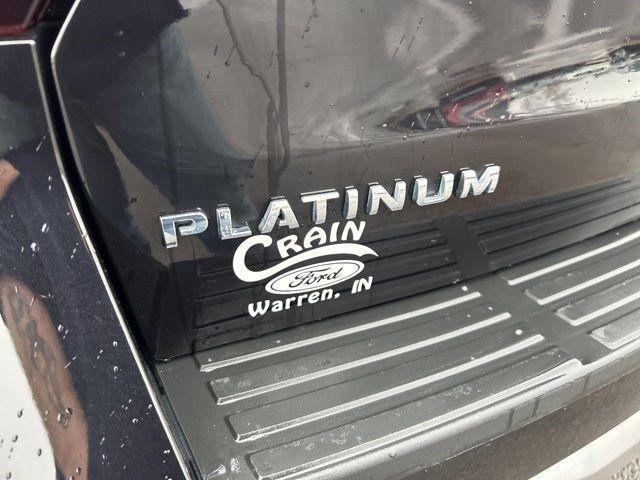 PLATINUM
CRAIN
Ford
Warren, IN